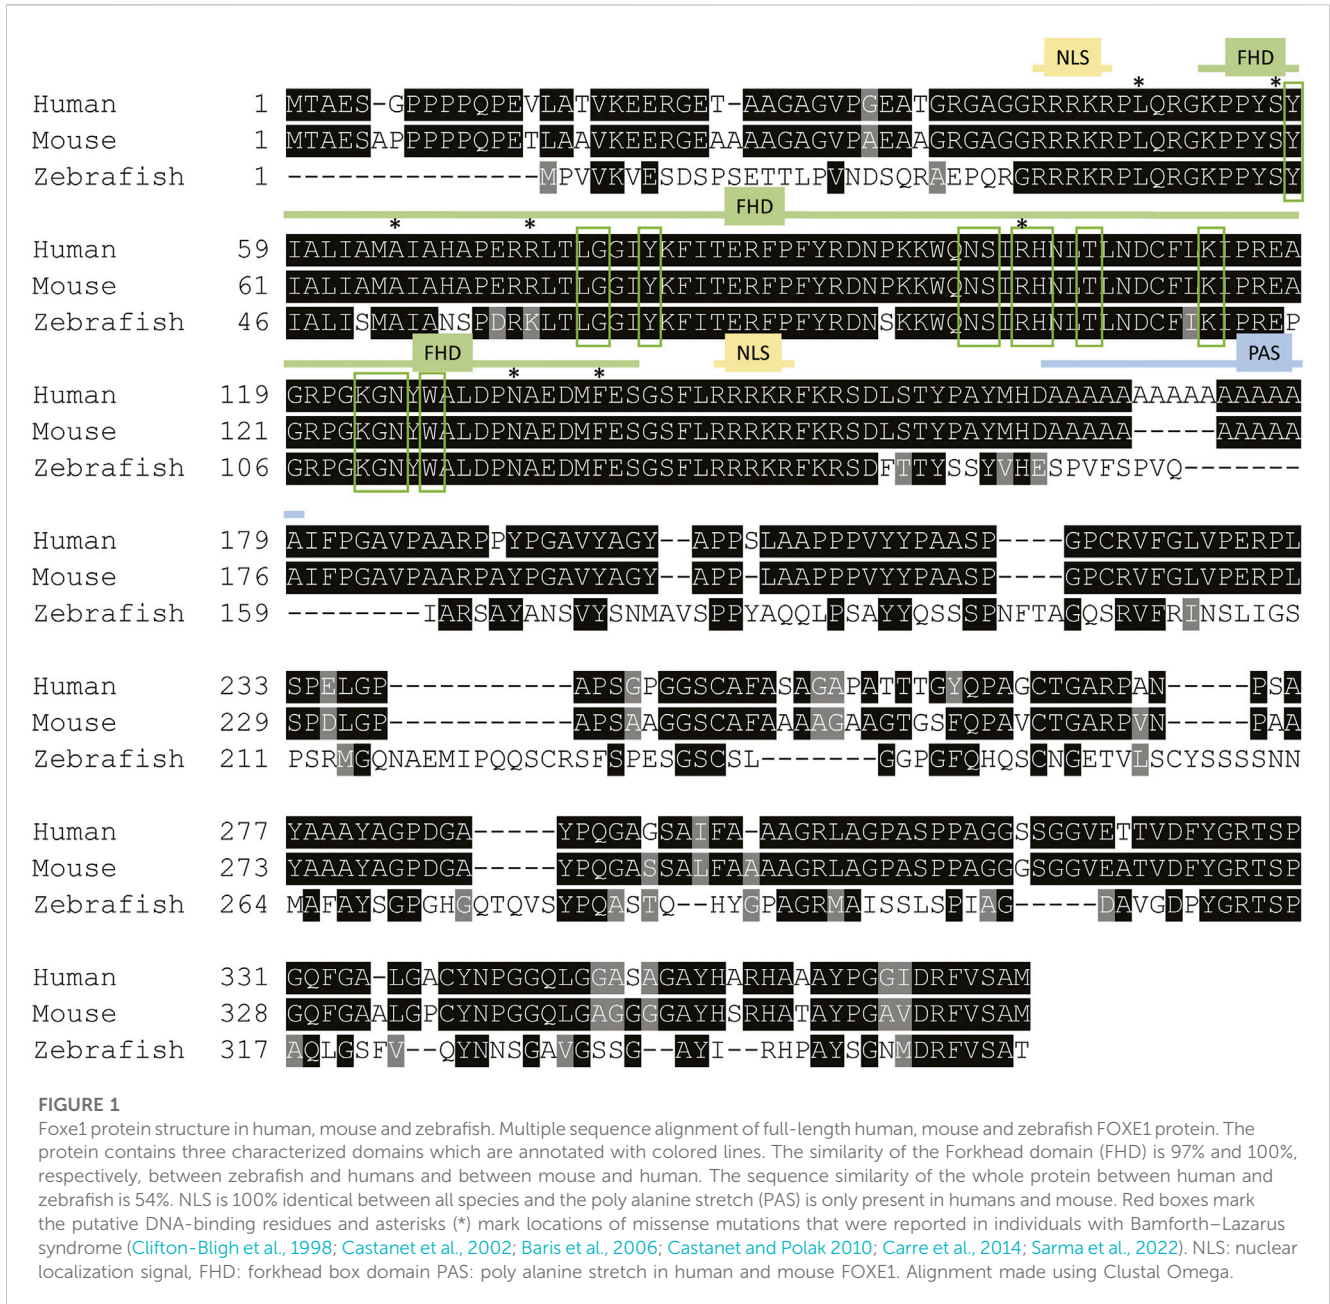 NLS FHD
* *
Human 1 MTAES-GPPPPQPEVLATVKEERGET-AAGAGVPGEATGRGAGGRRRKRPLQRGKPPYSY
Mouse 1 MTAESAPPPPPQPETLAAVKEERGEAAAAGAGVPAEAAGRGAGGRRRKRPLQRGKPPYSY
Zebrafish 1 ---------------MPVVKVESDSPSETTLPVNDSQRAEPQRGRRRKRPLQRGKPPYSY
FHD
* * *
Human 59 IALIAMAIAHAPERRLTLGGIYKFITERFPFYRDNPKKWQNSIRHNLTLNDCFLKIPREA
Mouse 61 IALIAMAIAHAPERRLTLGGIYKFITERFPFYRDNPKKWQNSIRHNLTLNDCFLKIPREA
Zebrafish 46 IALISMAIANSPDRKLTLGGIYKFITERFPFYRDNSKKWQNSIRHNLTLNDCFIKIPREP
FHD NLS PAS
* *
Human 119 GRPGKGNYWALDPNAEDMFESGSFLRRRKRFKRSDLSTYPAYMHDAAAAAAAAAAAAAAA
Mouse 121 GRPGKGNYWALDPNAEDMFESGSFLRRRKRFKRSDLSTYPAYMHDAAAAA-----AAAAA
Zebrafish 106 GRPGKGNYWALDPNAEDMFESGSFLRRRKRFKRSDFTTYSSYVHESPVFSPVQ-------
Human 179 AIFPGAVPAARPPYPGAVYAGY--APPSLAAPPPVYYPAASP----GPCRVFGLVPERPL
Mouse 176 AIFPGAVPAARPAYPGAVYAGY--APP-LAAPPPVYYPAASP----GPCRVFGLVPERPL
Zebrafish 159 --------IARSAYANSVYSNMAVSPPYAQQLPSAYYQSSSPNFTAGQSRVFRINSLIGS
Human 233 SPELGP-----------APSGPGGSCAFASAGAPATTTGYQPAGCTGARPAN-----PSA
Mouse 229 SPDLGP-----------APSAAGGSCAFAAAAGAAGTGSFQPAVCTGARPVN-----PAA
Zebrafish 211 PSRMGQNAEMIPQQSCRSFSPESGSCSL-------GGPGFQHQSCNGETVLSCYSSSSNN
Human 277 YAAAYAGPDGA-----YPQGAGSAIFA-AAGRLAGPASPPAGGSSGGVETTVDFYGRTSP
Mouse 273 YAAAYAGPDGA-----YPQGASSALFAAAAGRLAGPASPPAGGGSGGVEATVDFYGRTSP
Zebrafish 264 MAFAYSGPGHGQTQVSYPQASTQ--HYGPAGRMAISSLSPIAG-----DAVGDPYGRTSP
Human 331 GQFGA-LGACYNPGGQLGGASAGAYHARHAAAYPGGIDRFVSAM
Mouse 328 GQFGAALGPCYNPGGQLGAGGGGAYHSRHATAYPGAVDRFVSAM
Zebrafish 317 AQLGSFV--QYNNSGAVGSSG--AYI--RHPAYSGNMDRFVSAT
FIGURE 1
Foxe1 protein structure in human, mouse and zebrafish. Multiple sequence alignment of full-length human, mouse and zebrafish FOXE1 protein. The
protein contains three characterized domains which are annotated with colored lines. The similarity of the Forkhead domain (FHD) is 97% and 100%,
respectively, between zebrafish and humans and between mouse and human. The sequence similarity of the whole protein between human and
zebrafish is 54%. NLS is 100% identical between all species and the poly alanine stretch (PAS) is only present in humans and mouse. Red boxes mark
the putative DNA-binding residues and asterisks (*) mark locations of missense mutations that were reported in individuals with Bamforth–Lazarus
syndrome (Clifton-Bligh et al., 1998; Castanet et al., 2002; Baris et al., 2006; Castanet and Polak 2010; Carre et al., 2014; Sarma et al., 2022). NLS: nuclear
localization signal, FHD: forkhead box domain PAS: poly alanine stretch in human and mouse FOXE1. Alignment made using Clustal Omega.